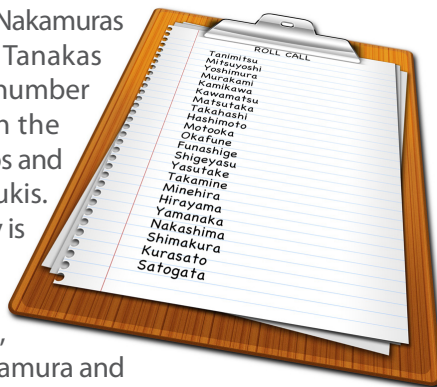 Nakamuras
Tanakas
number
n the
os and
ukis.
y is
,
amura and
ROLL CALL
Tanimitsu
Mitsuyoshi
Yoshimura
Murakami
Kamikawa
Kawamatsu
Matsutaka
Takahashi
Hashimoto
Motooka
Okafune
Funashige
Shigeyasu
Yasutake
Takamine
Minehira
Hirayama
Yamanaka
Nakashima
Shimakura
Kurasato
Satogata